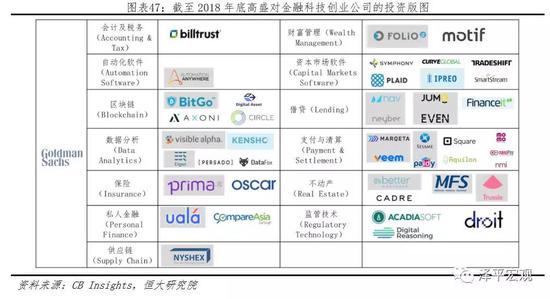 图表47：截至 2018 年底高盛对金融科技创业公司的投资版图
Goldman
Sachs
会计及税务
(Accounting &
Tax)
billtrust
财富管理 (Wealth
Management)
FOLIO
motif
自动化软件
(Automation
Software)
AUTOMATION
ANYWHERE
资本市场软件
(Capital Markets
Software)
SYMPHONY
CURVEGLOBAL
TRADESHIFT
PLAID
IPREO
SmartStream
区块链
(Blockchain)
BitGo
Digital Asset
AXONI
CIRCLE
借贷 (Lending)
nav
JUMO
Financeit
neyber
EVEN
数据分析
(Data
Analytics)
visible alpha
KENSHO
Digest
[PERSADO]
DataFox
支付与清算
(Payment &
Settlement)
MARQETA
SESAME
Square
veem
paidy
Aquilon
nmi
保险
(Insurance)
prima
oscar
不动产
(Real Estate)
better
MORTGAGE
MFS
Trussle
CADRE
私人金融
(Personal
Finance)
ualá
CompareAsia
Group
监管技术
(Regulatory
Technology)
ACADIASOFT
droit
Digital
Reasoning
供应链
(Supply Chain)
NYSHEX
资料来源：CB Insights，恒大研究院
泽平宏观